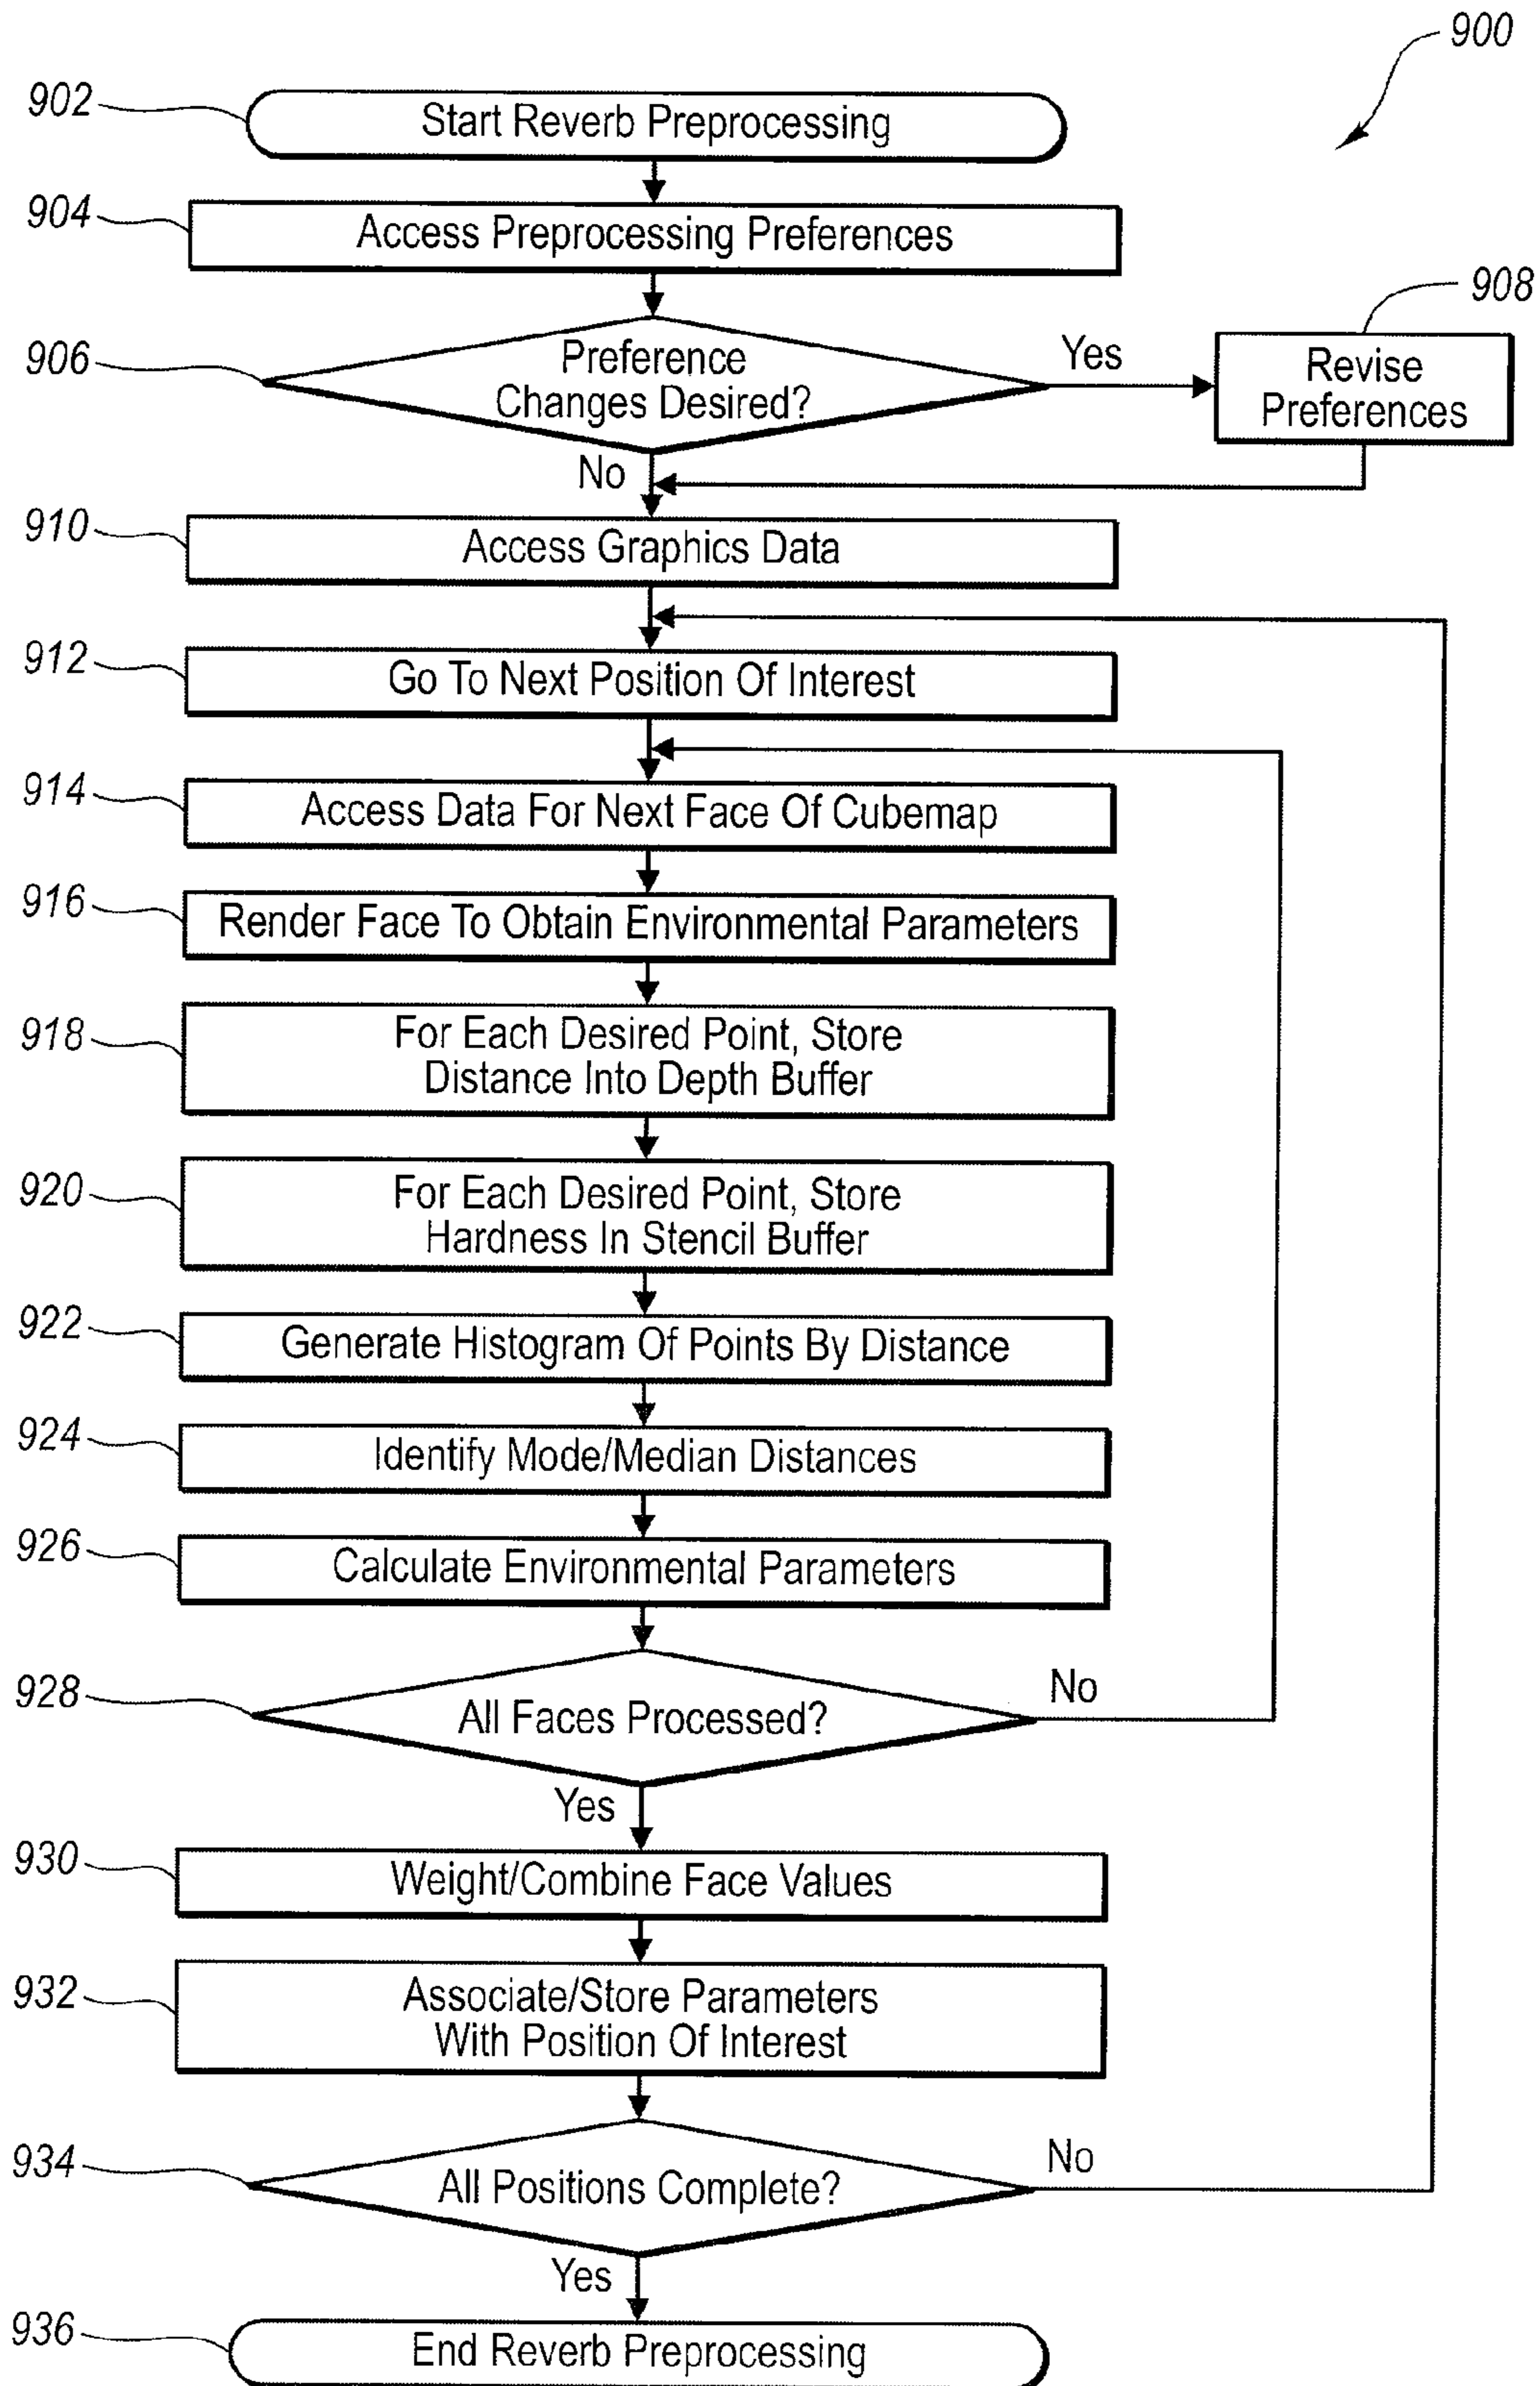 900
902
Start Reverb Preprocessing
904
Access Preprocessing Preferences
906
Preference
Changes Desired?
Yes
908
Revise
Preferences
No
910
Access Graphics Data
912
Go To Next Position Of Interest
914
Access Data For Next Face Of Cubemap
916
Render Face To Obtain Environmental Parameters
918
For Each Desired Point, Store
Distance Into Depth Buffer
920
For Each Desired Point, Store
Hardness In Stencil Buffer
922
Generate Histogram Of Points By Distance
924
Identify Mode/Median Distances
926
Calculate Environmental Parameters
928
All Faces Processed?
No
Yes
930
Weight/Combine Face Values
932
Associate/Store Parameters
With Position Of Interest
934
All Positions Complete?
No
Yes
936
End Reverb Preprocessing